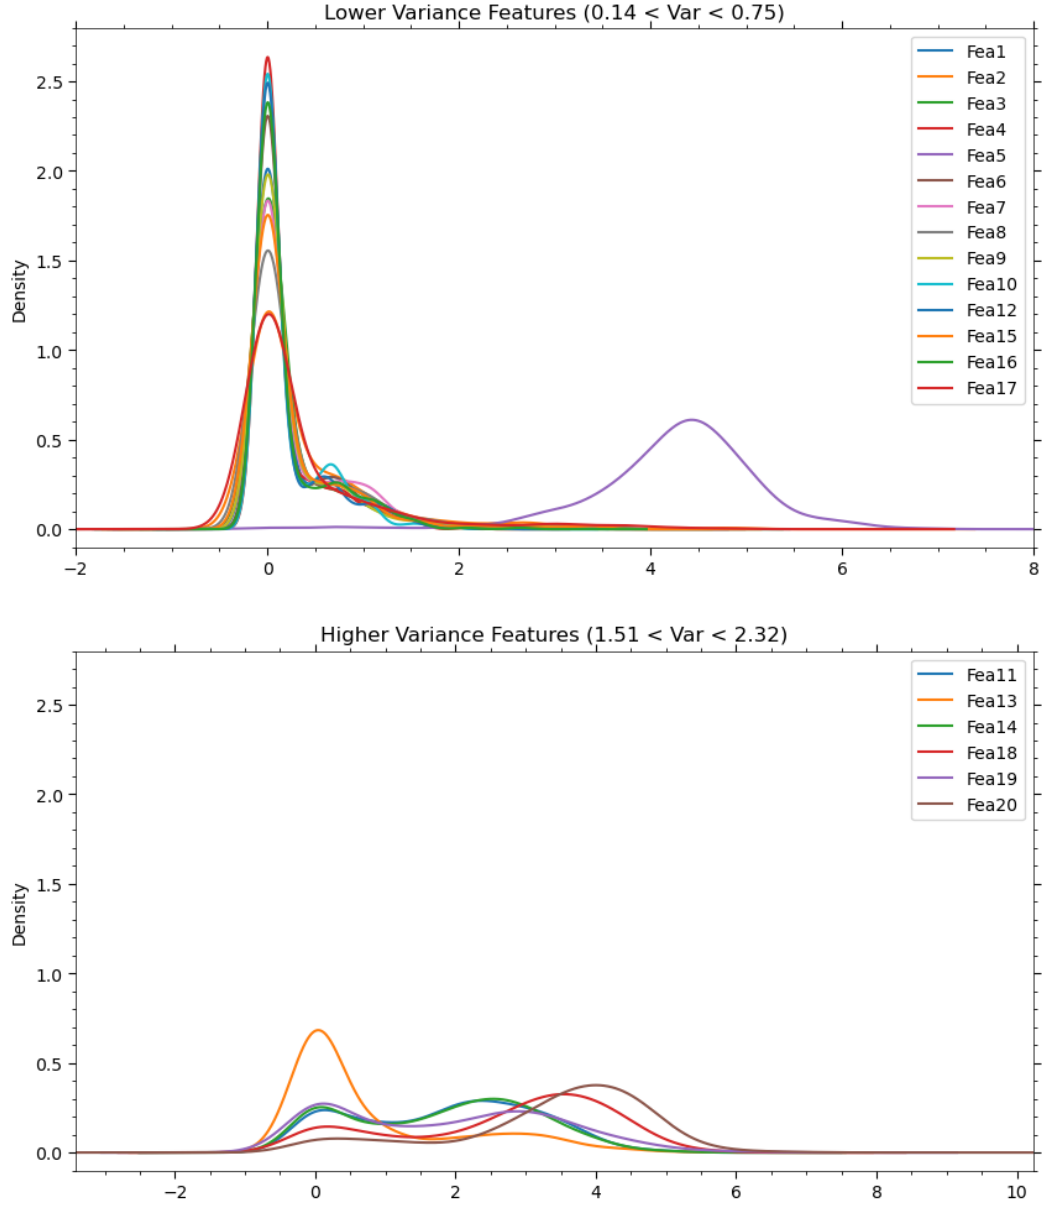 Lower Variance Features (0.14 < Var < 0.75)
Fea1
Fea2
Fea3
Fea4
Fea5
Fea6
Fea7
Fea8
Fea9
Fea10
Fea12
Fea15
Fea16
Fea17
Density
2.5
2.0
1.5
1.0
0.5
0.0
−2
0
2
4
6
8
Higher Variance Features (1.51 < Var < 2.32)
Fea11
Fea13
Fea14
Fea18
Fea19
Fea20
Density
2.5
2.0
1.5
1.0
0.5
0.0
−2
0
2
4
6
8
10